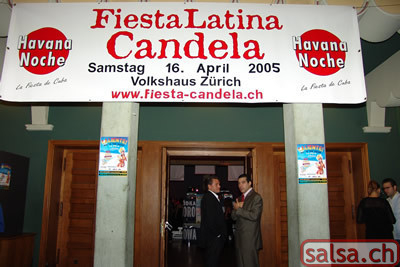 Havana
Noche
La Fiesta de Cuba
Fiesta Latina
Candela
Samstag 16. April 2005
Volkshaus Zürich
www.fiesta-candela.ch
Havana
Noche
La Fiesta de Cuba
salsa.ch